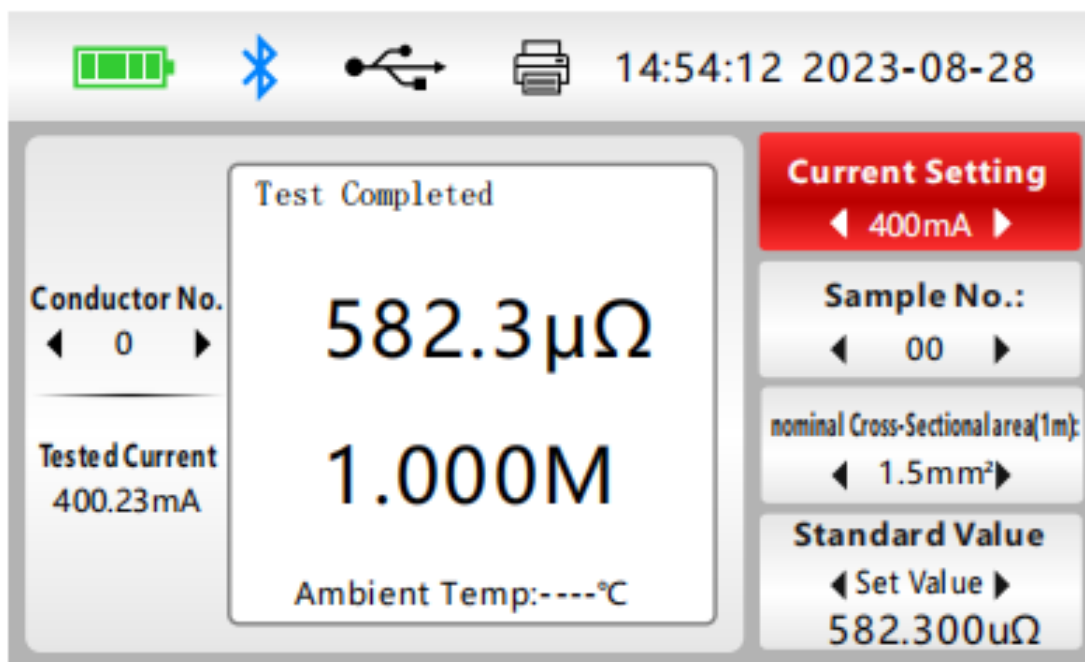 14:54:12 2023-08-28
Conductor No.
0
Tested Current
400.23mA
Test Completed
582.3μΩ
1.000M
Ambient Temp:----℃
Current Setting
400mA
Sample No.:
00
nominal Cross-Sectional area(1m):
1.5mm²
Standard Value
Set Value
582.300uΩ